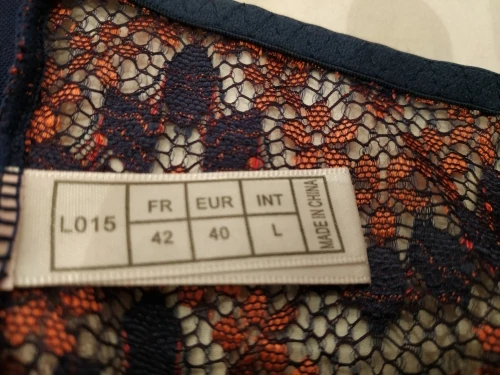 L015
FR EUR INT
42 40 L
MADE IN CHINA